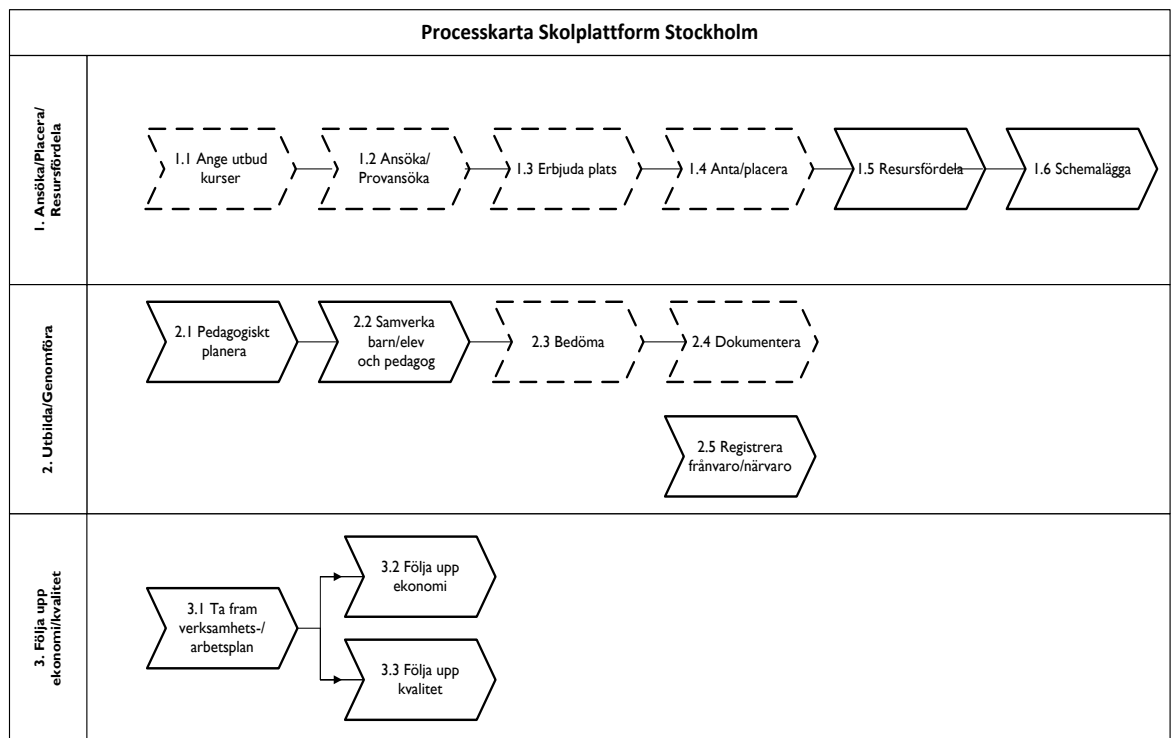 Processkarta Skolplattform Stockholm
1. Ansöka/Placera/
Resursfördela
1.1 Ange utbud
kurser
1.2 Ansöka/
Provansöka
1.3 Erbjuda plats
1.4 Anta/placera
1.5 Resursfördela
1.6 Schemalägga
2. Utbilda/Genomföra
2.1 Pedagogiskt
planera
2.2 Samverka
barn/elev
och pedagog
2.3 Bedöma
2.4 Dokumentera
2.5 Registrera
frånvaro/närvaro
3. Följa upp
ekonomi/kvalitet
3.1 Ta fram
verksamhets-/
arbetsplan
3.2 Följa upp
ekonomi
3.3 Följa upp
kvalitet